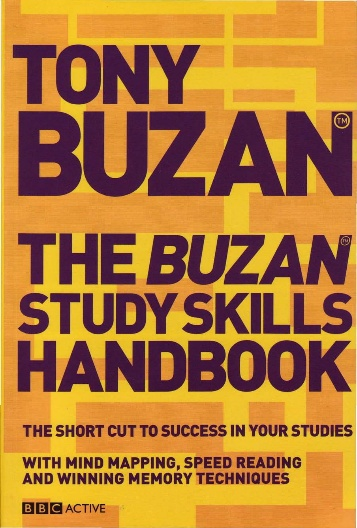 TONY
BUZAN™
THE BUZAN™
STUDY SKILLS
HANDBOOK
THE SHORT CUT TO SUCCESS IN YOUR STUDIES
WITH MIND MAPPING, SPEED READING
AND WINNING MEMORY TECHNIQUES
BBC ACTIVE